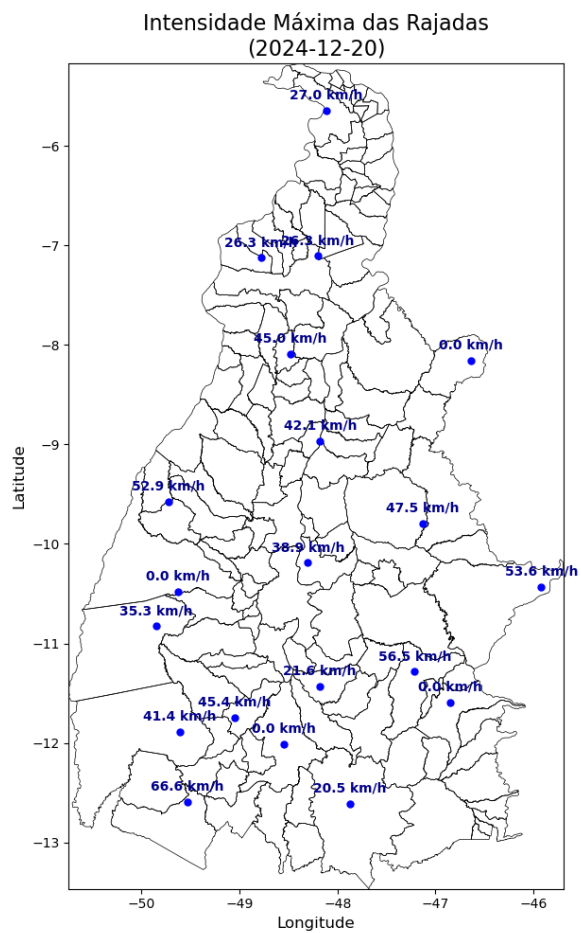 Intensidade Máxima das Rajadas
(2024-12-20)
27.0 km/h
26.3 km/h
26.3 km/h
45.0 km/h
0.0 km/h
42.1 km/h
52.9 km/h
47.5 km/h
38.9 km/h
0.0 km/h
53.6 km/h
35.3 km/h
21.6 km/h
56.5 km/h
0.0 km/h
45.4 km/h
41.4 km/h
0.0 km/h
66.6 km/h
20.5 km/h
−6
−7
−8
−9
−10
−11
−12
−13
Latitude
−50
−49
−48
−47
−46
Longitude